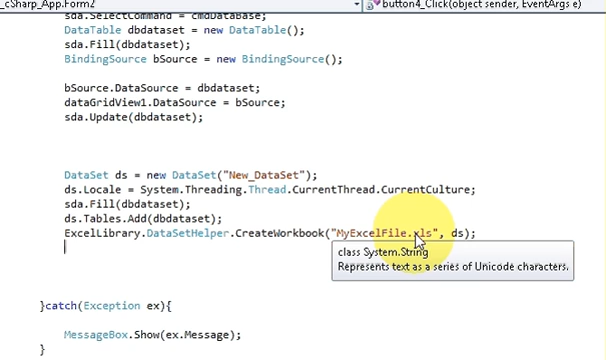 _cSharp_App.Form2 button4_Click(object sender, EventArgs e)
sda.SelectCommand = cmdDatabase;
DataTable dbdataset = new DataTable();
sda.Fill(dbdataset);
BindingSource bSource = new BindingSource();
bSource.DataSource = dbdataset;
dataGridView1.DataSource = bSource;
sda.Update(dbdataset);
DataSet ds = new DataSet("New_DataSet");
ds.Locale = System.Threading.Thread.CurrentThread.CurrentCulture;
sda.Fill(dbdataset);
ds.Tables.Add(dbdataset);
ExcelLibrary.DataSetHelper.CreateWorkbook("MyExcelFile.xls", ds);
class System.String
Represents text as a series of Unicode characters.
}catch(Exception ex){
MessageBox.Show(ex.Message);
}